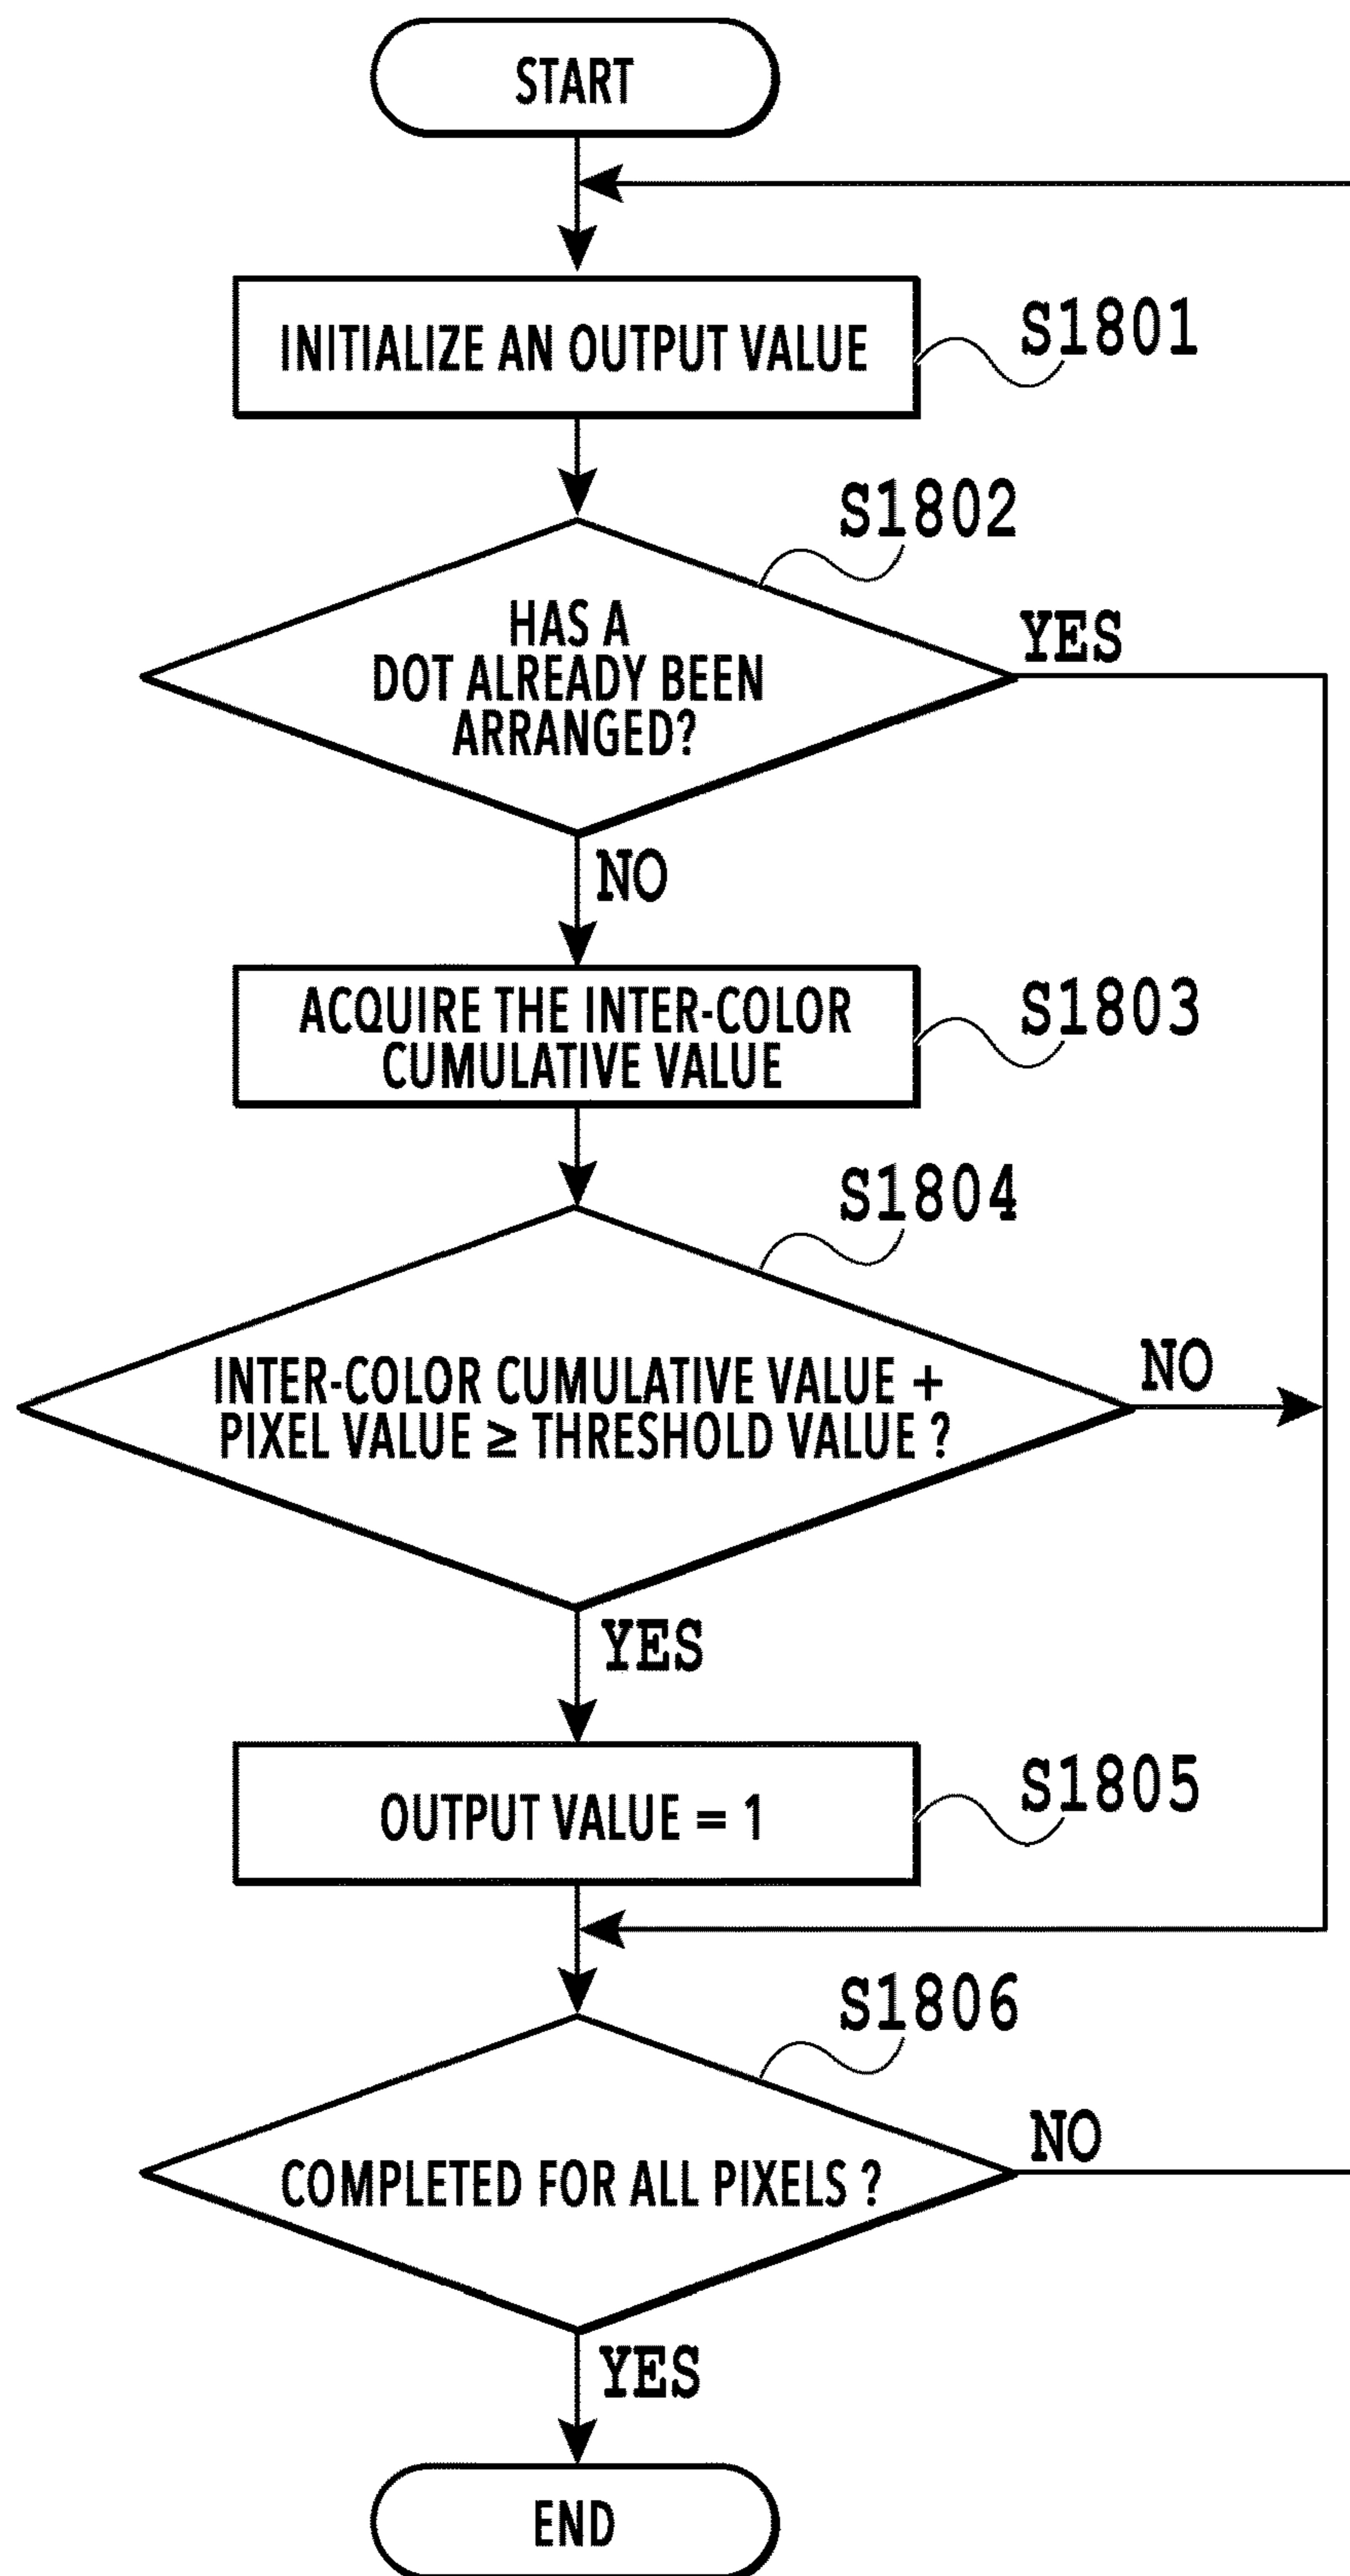 START
INITIALIZE AN OUTPUT VALUE
S1801
S1802
HAS A
DOT ALREADY BEEN
ARRANGED?
YES
NO
ACQUIRE THE INTER-COLOR
CUMULATIVE VALUE
S1803
S1804
INTER-COLOR CUMULATIVE VALUE +
PIXEL VALUE ≥ THRESHOLD VALUE ?
NO
YES
OUTPUT VALUE = 1
S1805
S1806
COMPLETED FOR ALL PIXELS ?
NO
YES
END